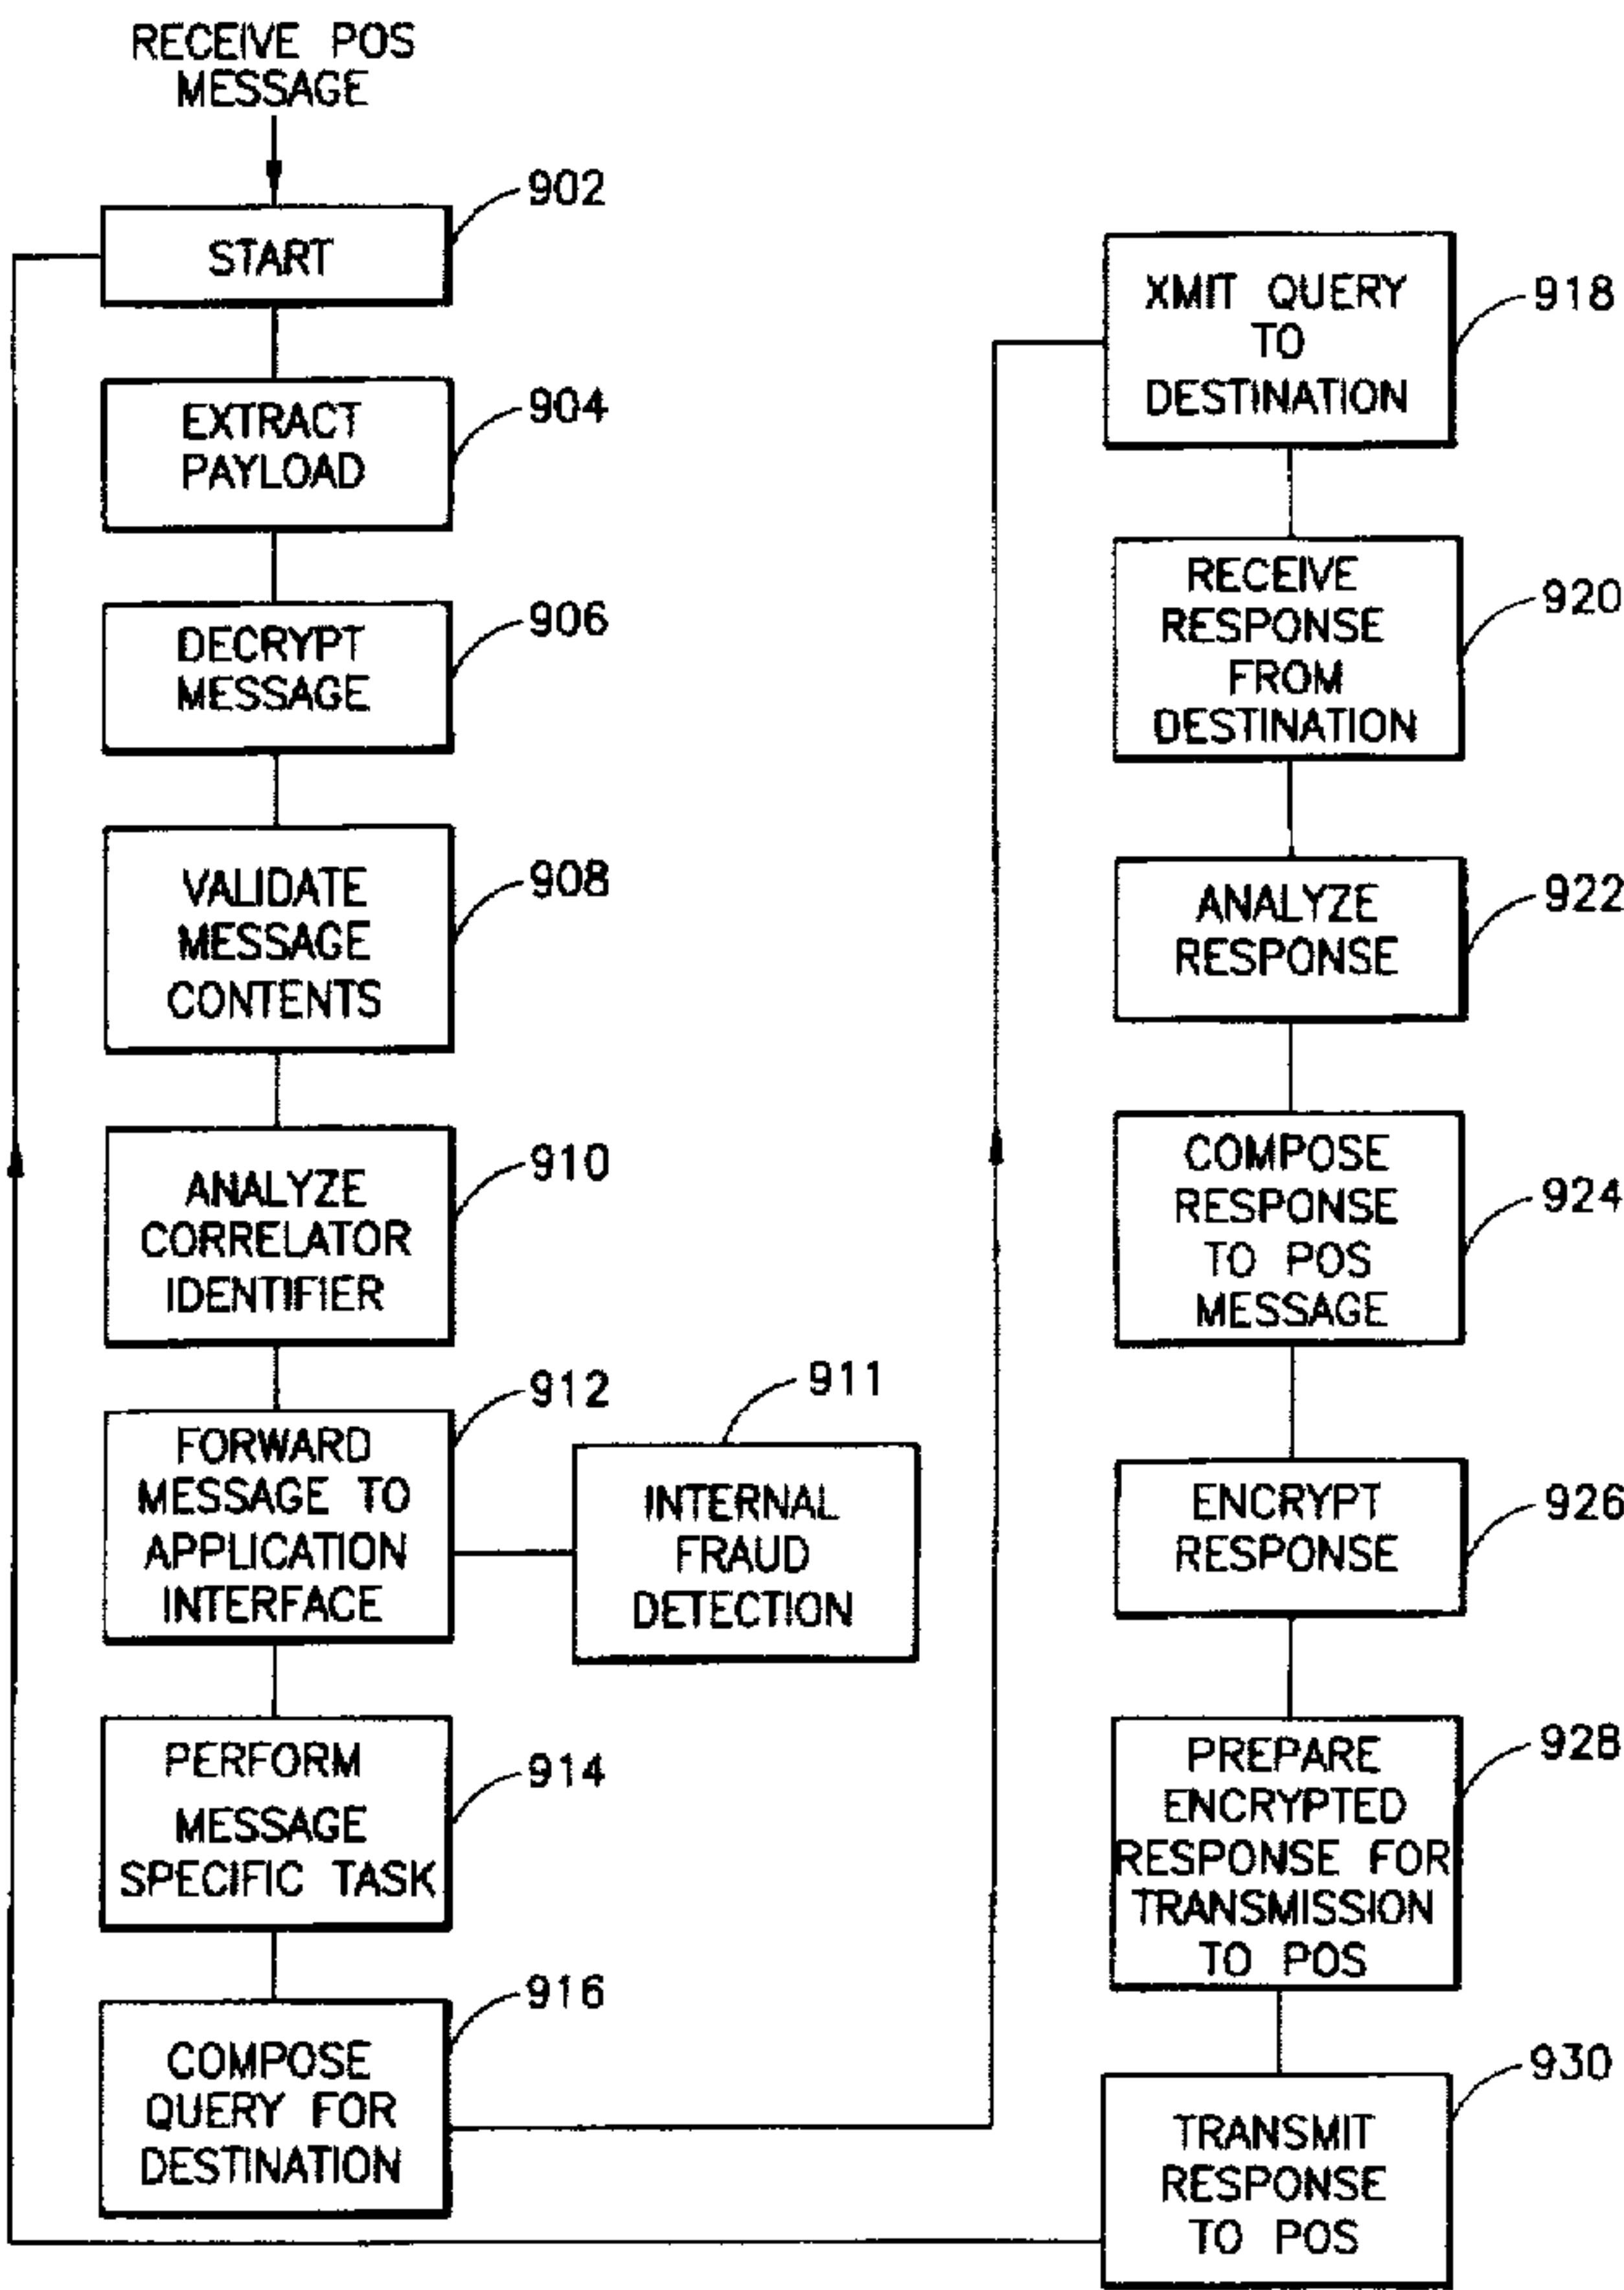 RECEIVE POS
MESSAGE
902
START
904
EXTRACT
PAYLOAD
906
DECRYPT
MESSAGE
908
VALIDATE
MESSAGE
CONTENTS
910
ANALYZE
CORRELATOR
IDENTIFIER
912
FORWARD
MESSAGE TO
APPLICATION
INTERFACE
911
INTERNAL
FRAUD
DETECTION
914
PERFORM
MESSAGE
SPECIFIC TASK
916
COMPOSE
QUERY FOR
DESTINATION
918
XMIT QUERY
TO
DESTINATION
920
RECEIVE
RESPONSE
FROM
DESTINATION
922
ANALYZE
RESPONSE
924
COMPOSE
RESPONSE
TO POS
MESSAGE
926
ENCRYPT
RESPONSE
928
PREPARE
ENCRYPTED
RESPONSE FOR
TRANSMISSION
TO POS
930
TRANSMIT
RESPONSE
TO POS